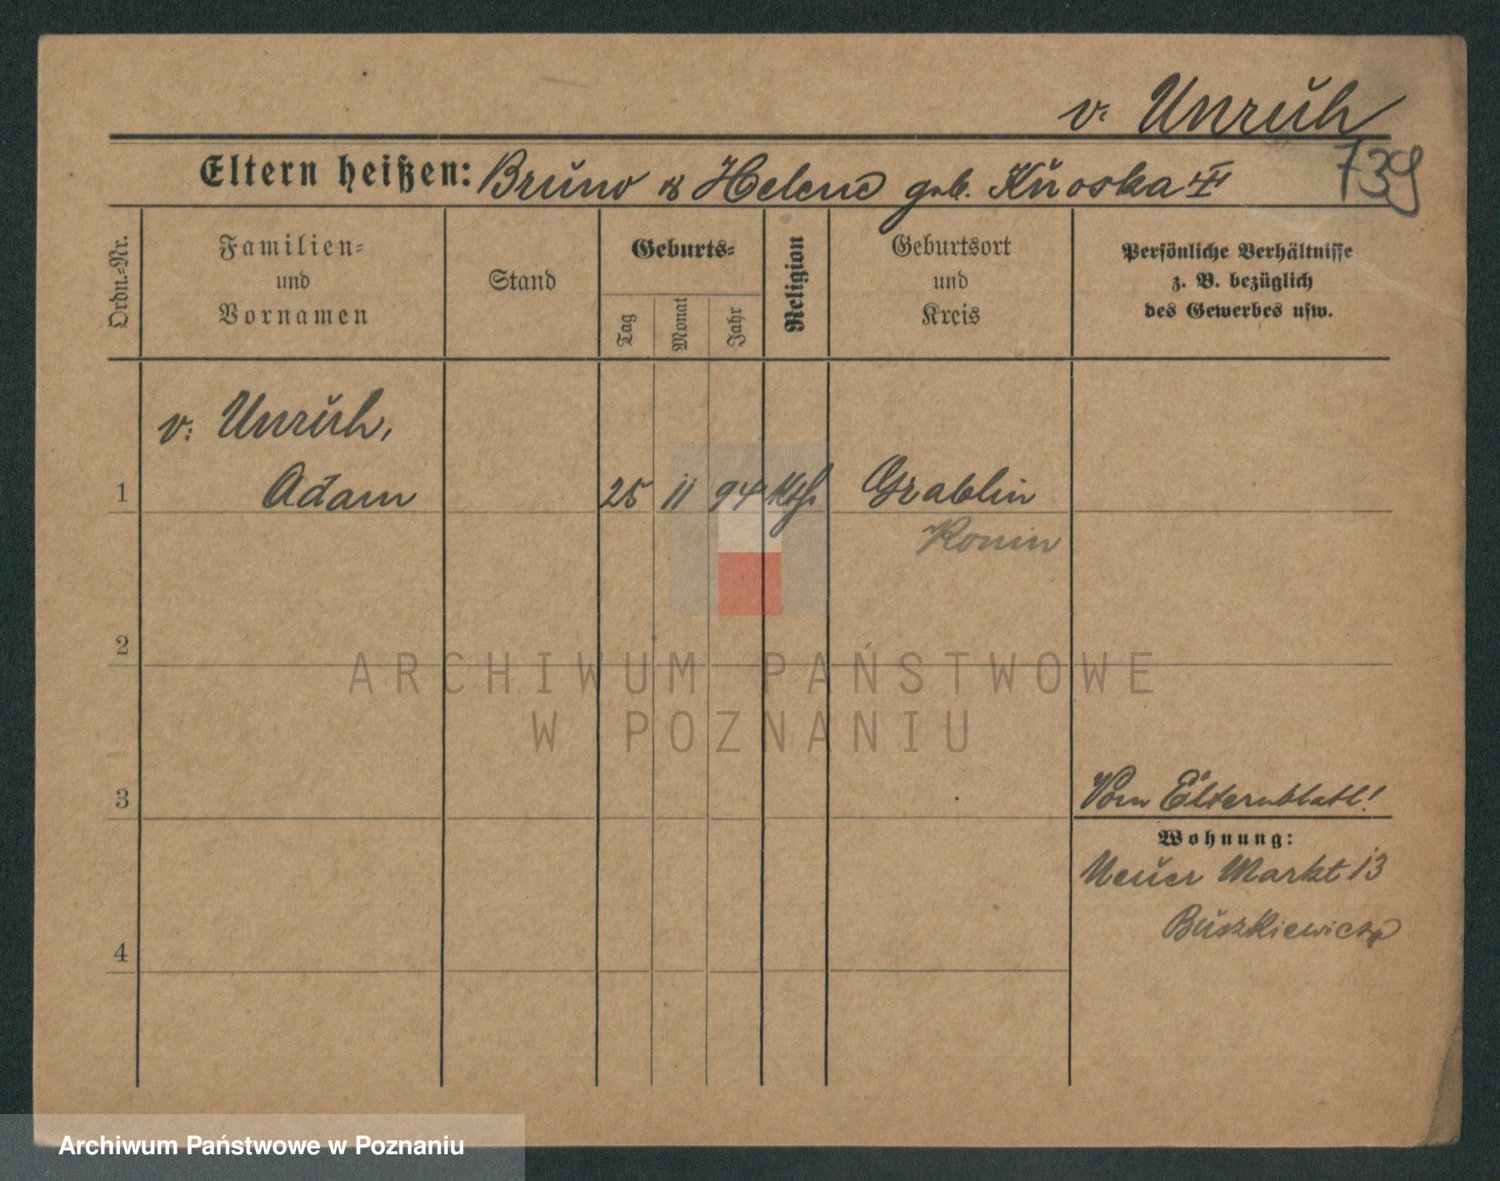 v. Unruh
739
Eltern heißen: Bruno & Helene geb.
Ordn.-Nr.
Familien-
und
Vornamen
Stand
Geburts-
Tag
Monat
Jahr
Religion
Geburtsort
und
Kreis
Persönliche Verhältnisse
z. B. bezüglich
des Gewerbes usw.
v. Unruh,
1 Adam 25 11 94 kth. Grablin
Konin
2
ARCHIWUM PAŃSTWOWE
W POZNANIU
3 Vom Elternblatt!
Wohnung:
Neuer Markt 13
Buszkiewicz
4
Archiwum Państwowe w Poznaniu